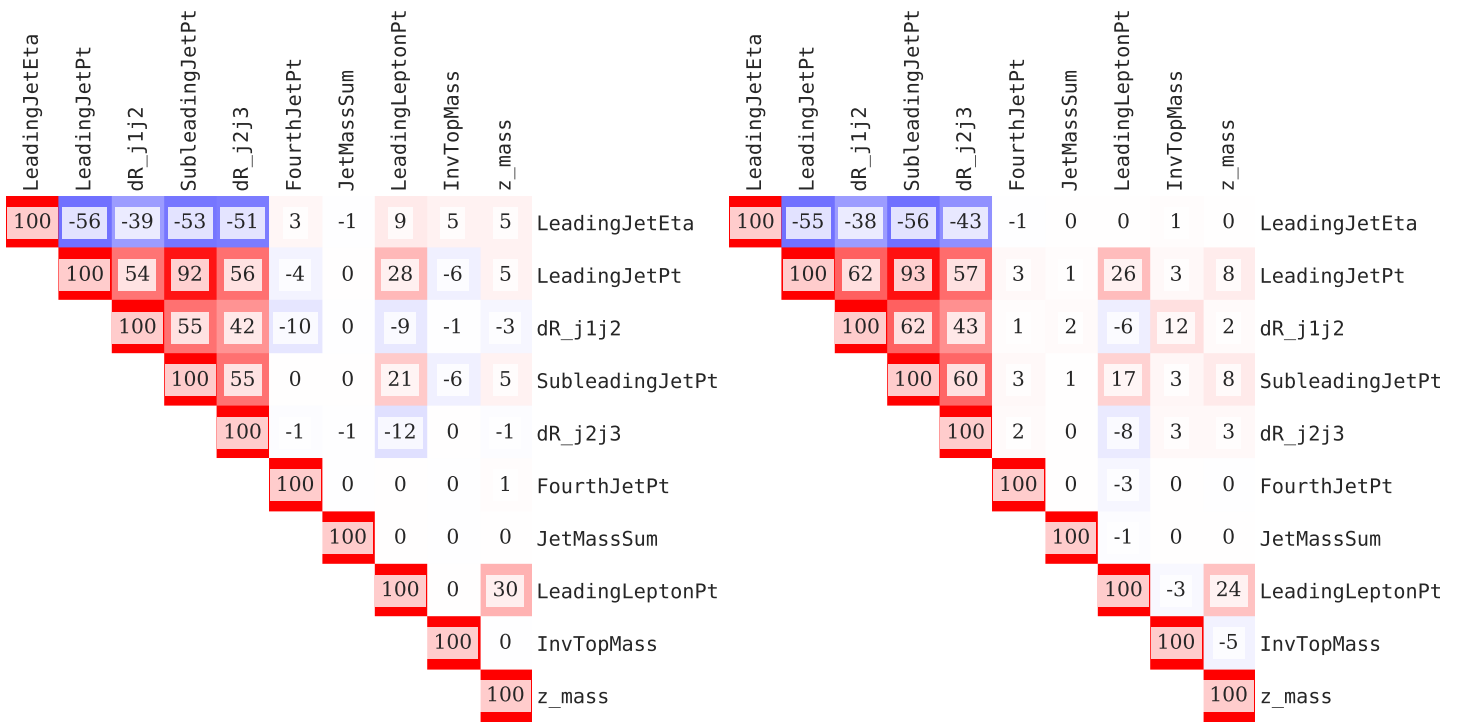 LeadingJetEta LeadingJetPt dR_j1j2 SubleadingJetPt dR_j2j3 FourthJetPt JetMassSum LeadingLeptonPt InvTopMass z_mass
100 -56 -39 -53 -51 3 -1 9 5 5 LeadingJetEta
100 54 92 56 -4 0 28 -6 5 LeadingJetPt
100 55 42 -10 0 -9 -1 -3 dR_j1j2
100 55 0 0 21 -6 5 SubleadingJetPt
100 -1 -1 -12 0 -1 dR_j2j3
100 0 0 0 1 FourthJetPt
100 0 0 0 JetMassSum
100 0 30 LeadingLeptonPt
100 0 InvTopMass
100 z_mass
LeadingJetEta LeadingJetPt dR_j1j2 SubleadingJetPt dR_j2j3 FourthJetPt JetMassSum LeadingLeptonPt InvTopMass z_mass
100 -55 -38 -56 -43 -1 0 0 1 0 LeadingJetEta
100 62 93 57 3 1 26 3 8 LeadingJetPt
100 62 43 1 2 -6 12 2 dR_j1j2
100 60 3 1 17 3 8 SubleadingJetPt
100 2 0 -8 3 3 dR_j2j3
100 0 -3 0 0 FourthJetPt
100 -1 0 0 JetMassSum
100 -3 24 LeadingLeptonPt
100 -5 InvTopMass
100 z_mass